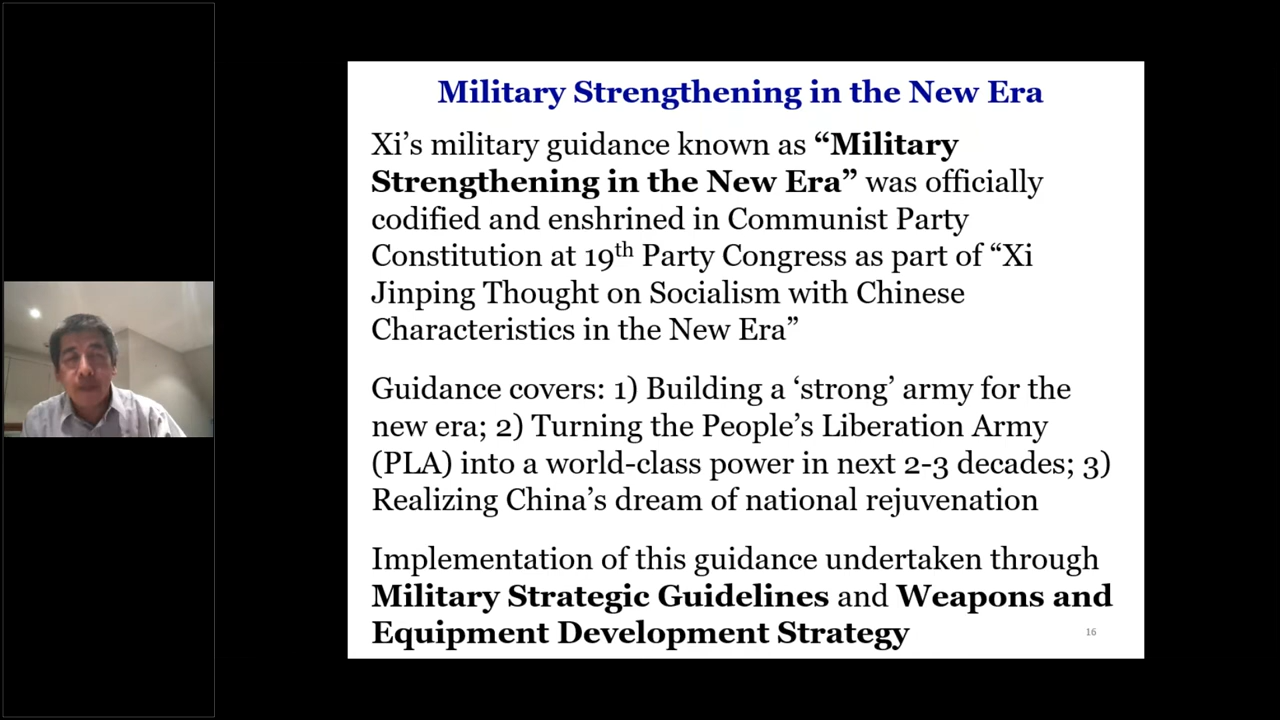 Military Strengthening in the New Era
Xi’s military guidance known as “Military
Strengthening in the New Era” was officially
codified and enshrined in Communist Party
Constitution at 19th Party Congress as part of “Xi
Jinping Thought on Socialism with Chinese
Characteristics in the New Era”
Guidance covers: 1) Building a ‘strong’ army for the
new era; 2) Turning the People’s Liberation Army
(PLA) into a world-class power in next 2-3 decades; 3)
Realizing China’s dream of national rejuvenation
Implementation of this guidance undertaken through
Military Strategic Guidelines and Weapons and
Equipment Development Strategy
16